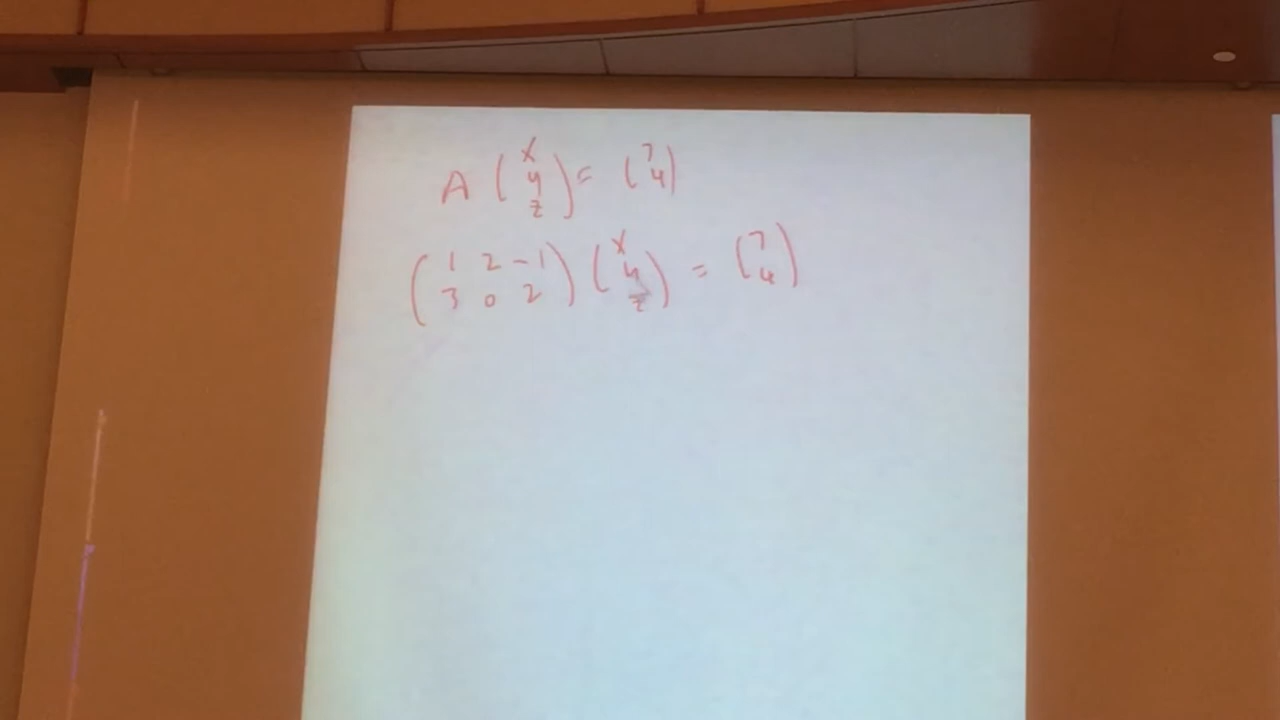 A (x y z) = (7 4)
(1 2 -1 3 0 2) (x y z) = (7 4)